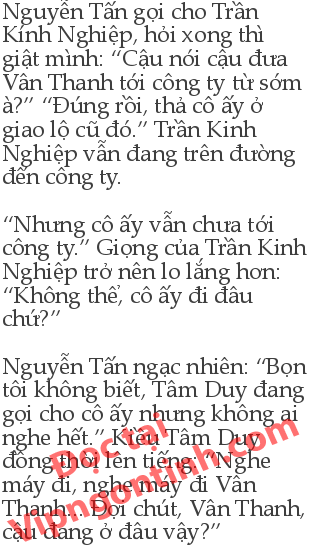 Nguyễn Tấn gọi cho Trần
Kính Nghiệp, hỏi xong thì
giật mình: “Cậu nói cậu đưa
Vân Thanh tới công ty từ sớm
à?” “Đúng rồi, thả cô ấy ở
giao lộ cũ đó.” Trần Kinh
Nghiệp vẫn đang trên đường
đến công ty.
“Nhưng cô ấy vẫn chưa tới
công ty.” Giọng của Trần Kinh
Nghiệp trở nên lo lắng hơn:
“Không thể, cô ấy đi đâu
chứ?”
Nguyễn Tấn ngạc nhiên: “Bọn
tôi không biết, Tâm Duy đang
gọi cho cô ấy nhưng không ai
nghe hết.” Kiều Tâm Duy
đồng thời lên tiếng: “Nghe
máy đi, nghe máy đi Vân
Thanh... Đợi chút, Vân Thanh,
cậu đang ở đâu vậy?”
Đọc tại
Vipngontinh.com